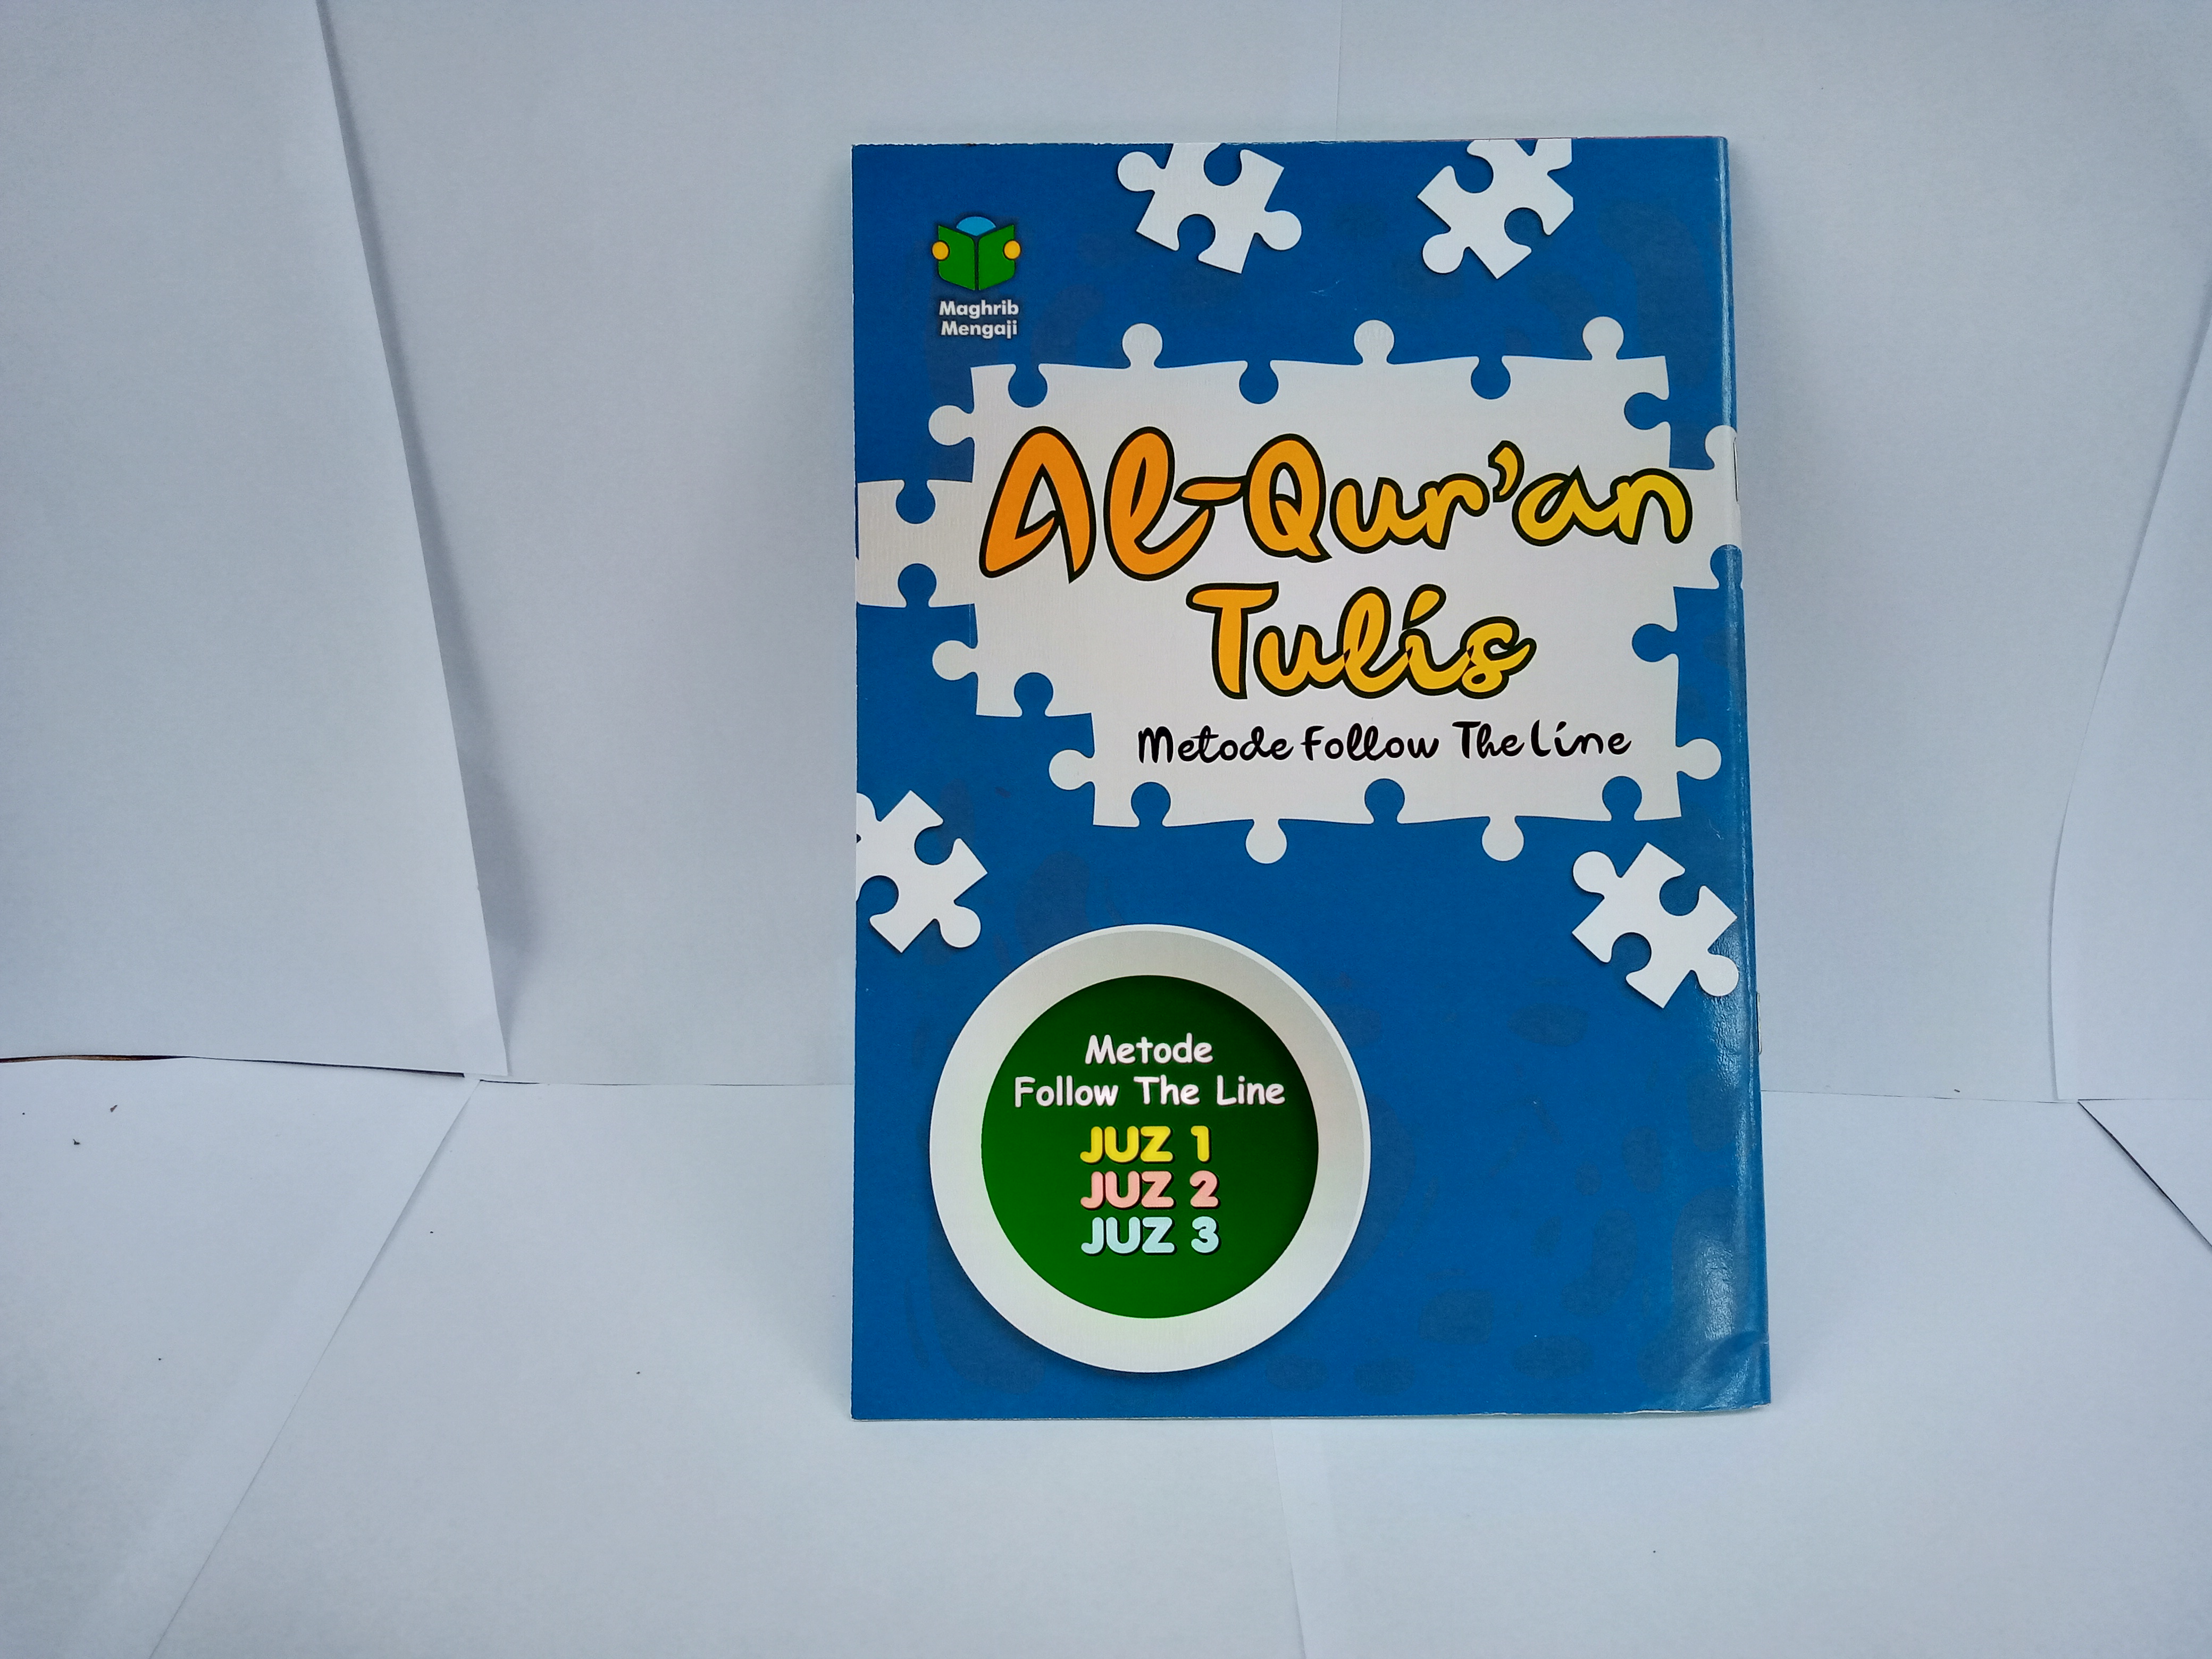 Maghrib
Mengaji
Al-Qur'an
Tulis
Metode Follow The Line
Metode
Follow The Line
JUZ 1
JUZ 2
JUZ 3